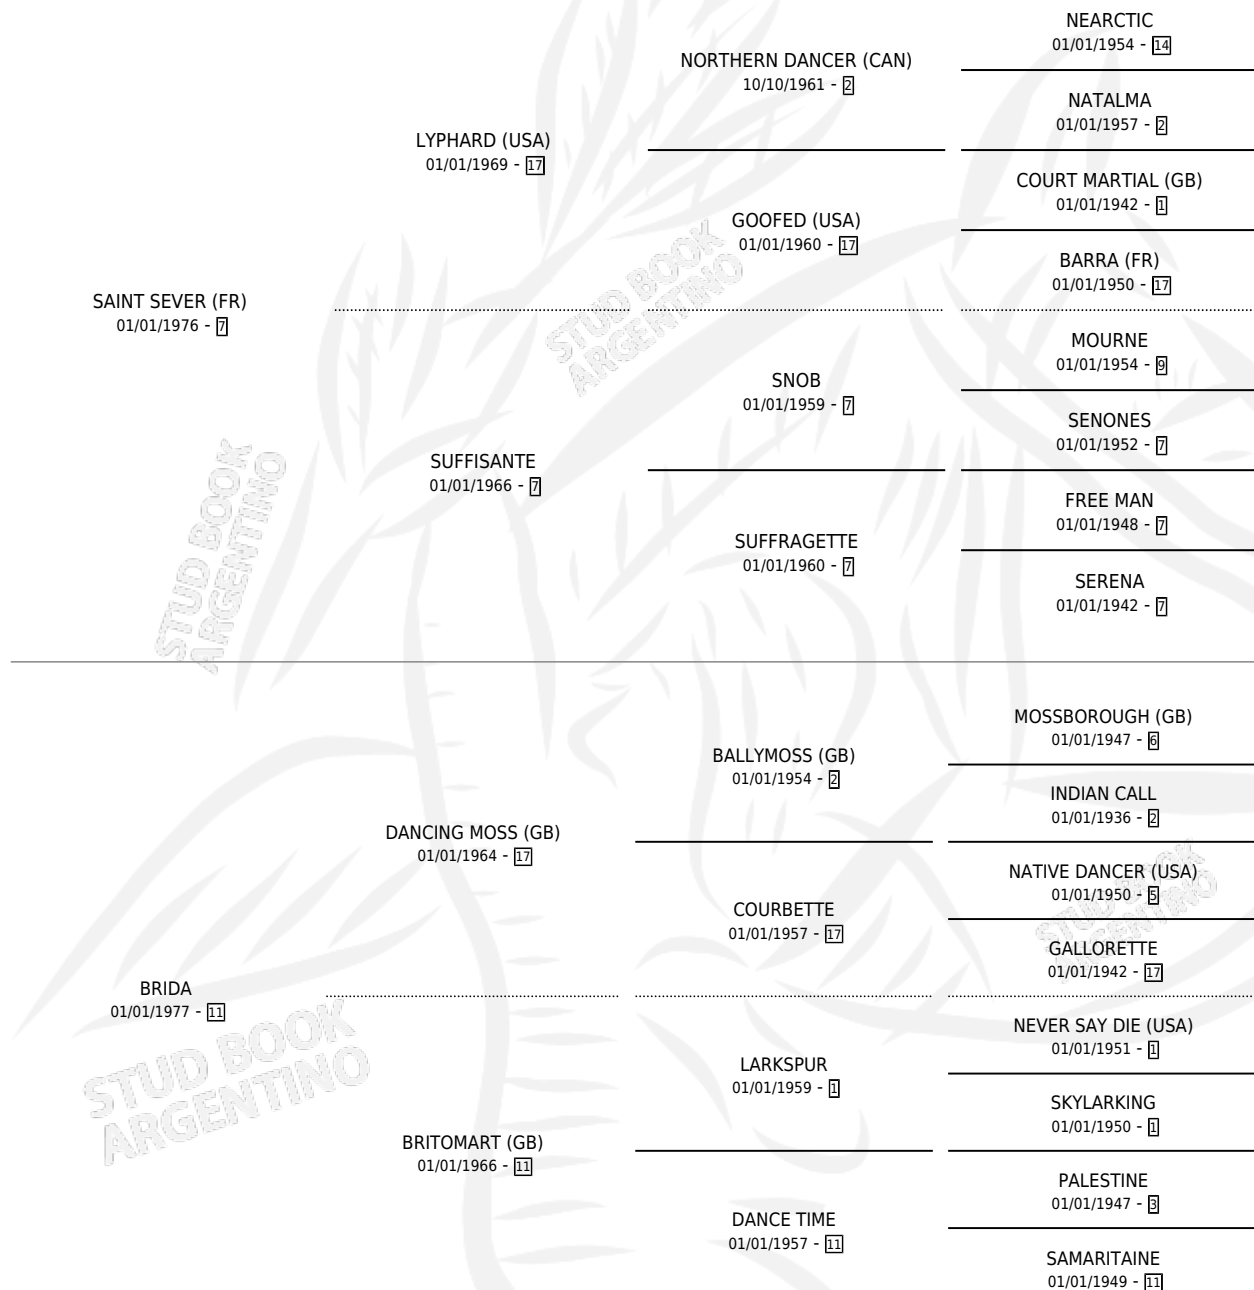 NEARCTIC
01/01/1954 - 14
NORTHERN DANCER (CAN)
10/10/1961 - 2
NATALMA
01/01/1957 - 2
LYPHARD (USA)
01/01/1969 - 17
COURT MARTIAL (GB)
01/01/1942 - 1
GOOFED (USA)
01/01/1960 - 17
BARRA (FR)
01/01/1950 - 17
SAINT SEVER (FR)
01/01/1976 - 7
STUD BOOK
ARGENTINO
MOURNE
01/01/1954 - 9
SNOB
01/01/1959 - 7
SENONES
01/01/1952 - 7
SUFFISANTE
01/01/1966 - 7
FREE MAN
01/01/1948 - 7
SUFFRAGETTE
01/01/1960 - 7
SERENA
01/01/1942 - 7
STUD BOOK
ARGENTINO
MOSSBOROUGH (GB)
01/01/1947 - 6
BALLYMOSS (GB)
01/01/1954 - 2
INDIAN CALL
01/01/1936 - 2
DANCING MOSS (GB)
01/01/1964 - 17
NATIVE DANCER (USA)
01/01/1950 - 5
STUD BOOK
ARGENTINO
COURBETTE
01/01/1957 - 17
GALLORETTE
01/01/1942 - 17
BRIDA
01/01/1977 - 11
STUD BOOK
ARGENTINO
NEVER SAY DIE (USA)
01/01/1951 - 1
LARKSPUR
01/01/1959 - 1
SKYLARKING
01/01/1950 - 1
BRITOMART (GB)
01/01/1966 - 11
PALESTINE
01/01/1947 - 3
DANCE TIME
01/01/1957 - 11
SAMARITAINE
01/01/1949 - 11